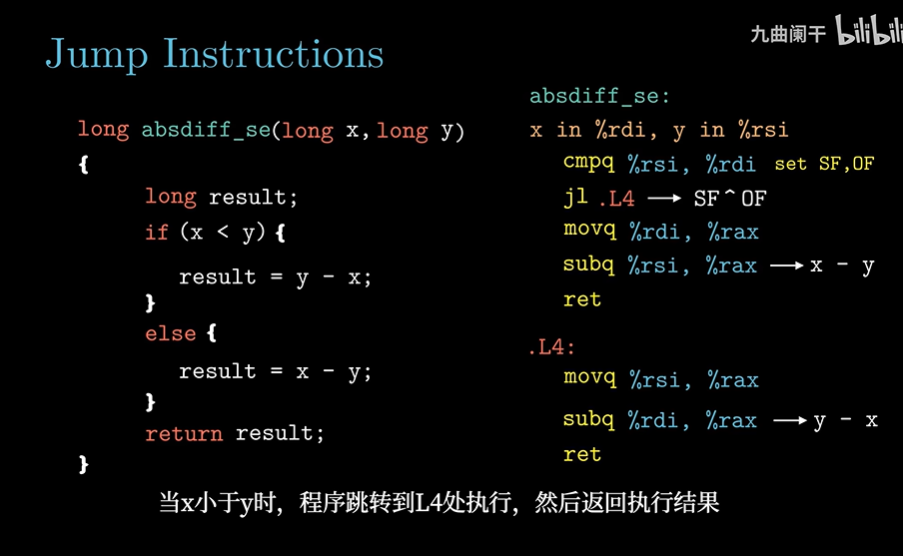 九曲阑干 bilibili
Jump Instructions
long absdiff_se(long x, long y)
{
long result;
if (x < y) {
result = y - x;
}
else {
result = x - y;
}
return result;
}
absdiff_se:
x in %rdi, y in %rsi
cmpq %rsi, %rdi set SF,OF
jl .L4 → SF^OF
movq %rdi, %rax
subq %rsi, %rax → x - y
ret
.L4:
movq %rsi, %rax
subq %rdi, %rax → y - x
ret
当x小于y时，程序跳转到L4处执行，然后返回执行结果